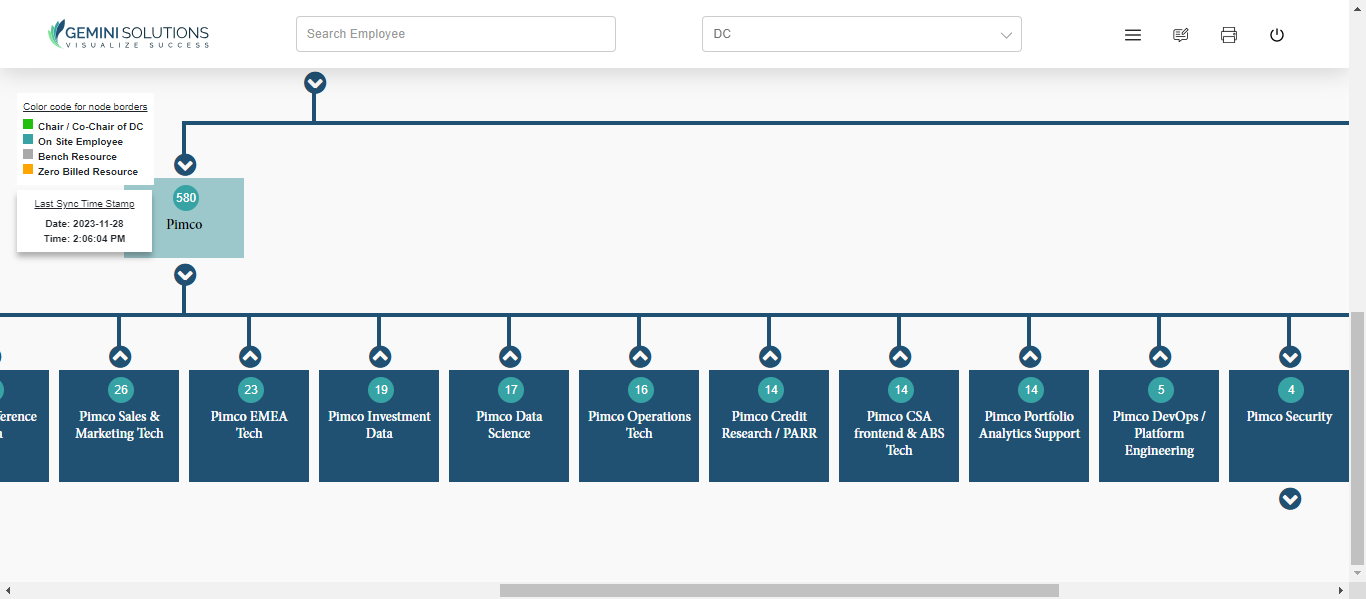 GEMINI SOLUTIONS
VISUALIZE SUCCESS
Search Employee
DC
Color code for node borders
Chair / Co-Chair of DC
On Site Employee
Bench Resource
Zero Billed Resource
Last Sync Time Stamp
Date: 2023-11-28
Time: 2:06:04 PM
580
Pimco
26
Pimco Sales &
Marketing Tech
23
Pimco EMEA
Tech
19
Pimco Investment
Data
17
Pimco Data
Science
16
Pimco Operations
Tech
14
Pimco Credit
Research / PARR
14
Pimco CSA
frontend & ABS
Tech
14
Pimco Portfolio
Analytics Support
5
Pimco DevOps /
Platform
Engineering
4
Pimco Security